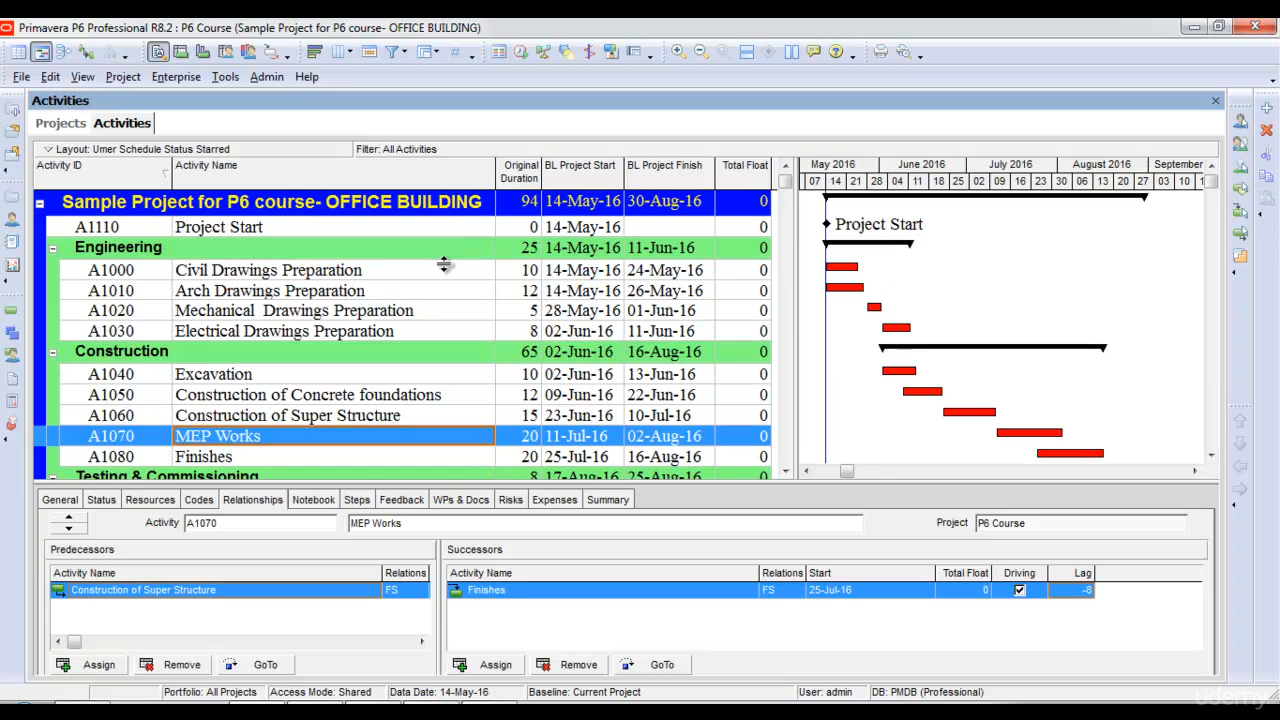 Primavera P6 Professional R8.2 : P6 Course (Sample Project for P6 course- OFFICE BUILDING)
File Edit View Project Enterprise Tools Admin Help
Activities
Projects Activities
Layout: Umer Schedule Status Starred Filter: All Activities
Activity ID Activity Name Original Duration BL Project Start BL Project Finish Total Float May 2016 June 2016 July 2016 August 2016 September
07 14 21 28 04 11 18 25 02 09 16 23 30 06 13 20 27 03 10 1
Sample Project for P6 course- OFFICE BUILDING 94 14-May-16 30-Aug-16 0
A1110 Project Start 0 14-May-16 0 Project Start
Engineering 25 14-May-16 11-Jun-16 0
A1000 Civil Drawings Preparation 10 14-May-16 24-May-16 0
A1010 Arch Drawings Preparation 12 14-May-16 26-May-16 0
A1020 Mechanical Drawings Preparation 5 28-May-16 01-Jun-16 0
A1030 Electrical Drawings Preparation 8 02-Jun-16 11-Jun-16 0
Construction 65 02-Jun-16 16-Aug-16 0
A1040 Excavation 10 02-Jun-16 13-Jun-16 0
A1050 Construction of Concrete foundations 12 09-Jun-16 22-Jun-16 0
A1060 Construction of Super Structure 15 23-Jun-16 10-Jul-16 0
A1070 MEP Works 20 11-Jul-16 02-Aug-16 0
A1080 Finishes 20 25-Jul-16 16-Aug-16 0
Testing & Commissioning 8 17-Aug-16 25-Aug-16 0
General Status Resources Codes Relationships Notebook Steps Feedback WPs & Docs Risks Expenses Summary
Activity A1070 MEP Works Project P6 Course
Predecessors Successors
Activity Name Relations Activity Name Relations Start Total Float Driving Lag
Construction of Super Structure FS Finishes FS 25-Jul-16 0 -8
Assign Remove GoTo Assign Remove GoTo
Portfolio: All Projects Access Mode: Shared Data Date: 14-May-16 Baseline: Current Project User: admin DB: PMDB (Professional)
udemy